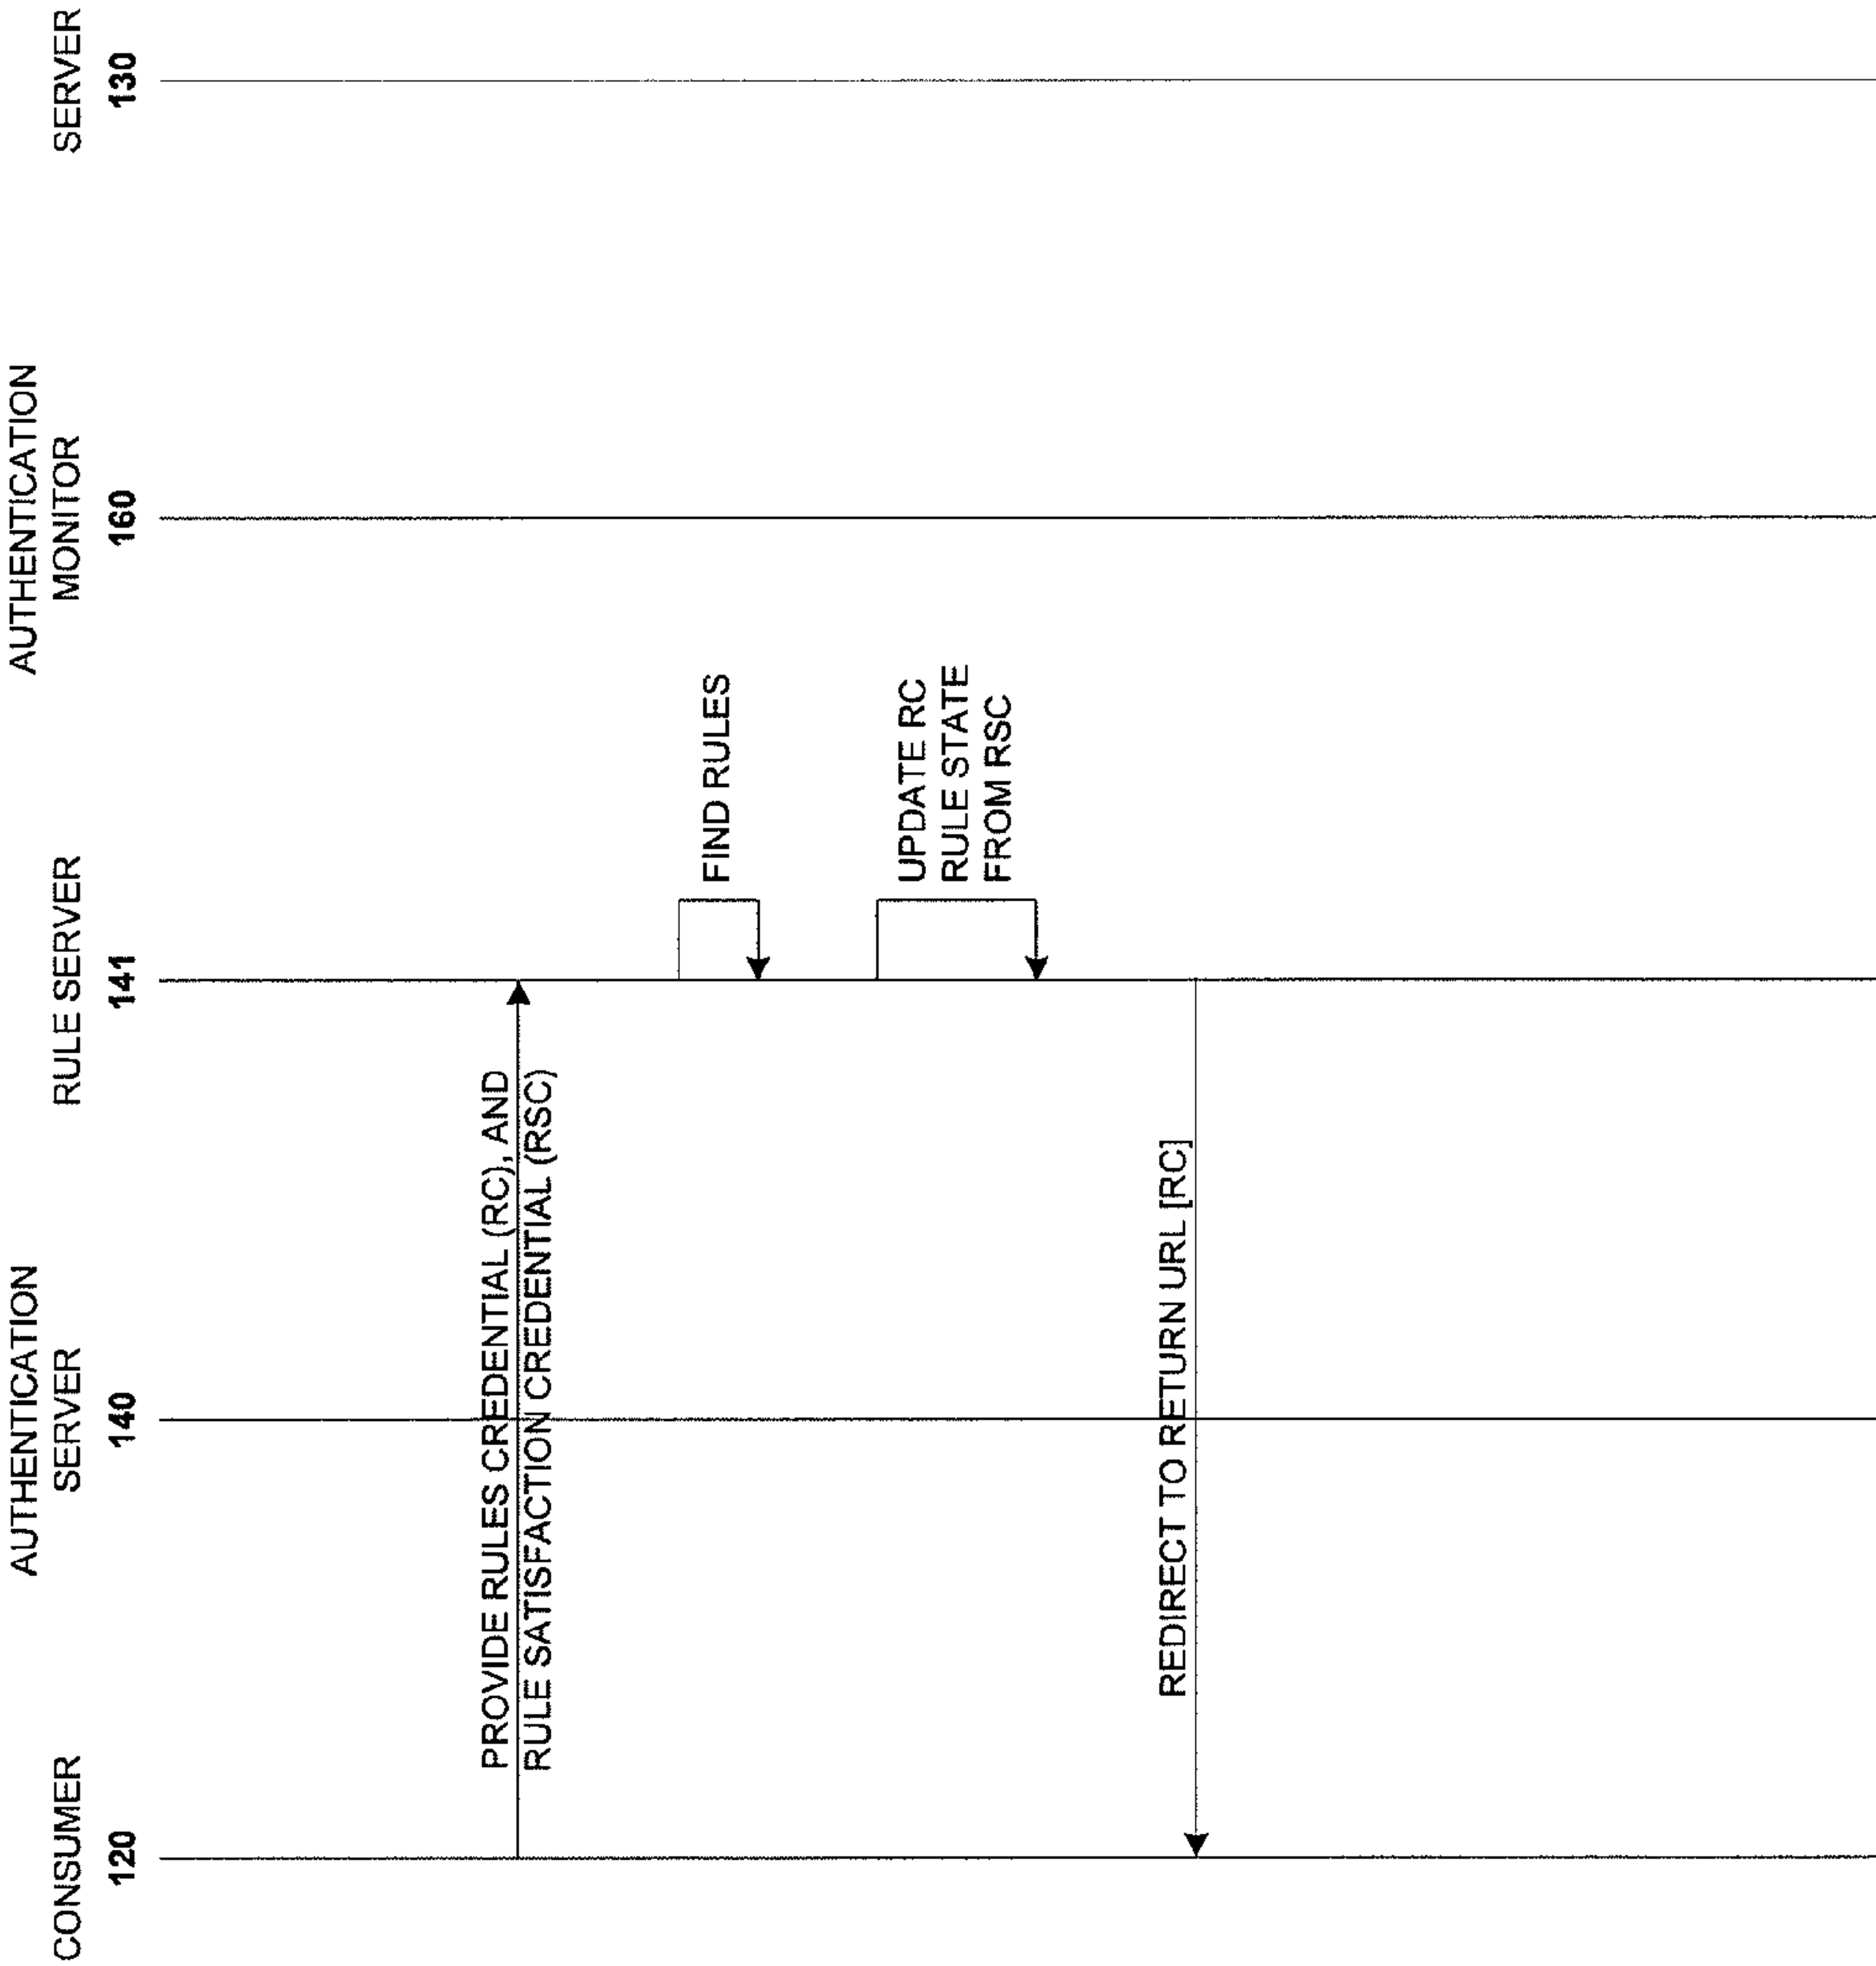 CONSUMER
120
AUTHENTICATION
SERVER
140
RULE SERVER
141
AUTHENTICATION
MONITOR
160
SERVER
130
PROVIDE RULES CREDENTIAL (RC), AND
RULE SATISFACTION CREDENTIAL (RSC)
FIND RULES
UPDATE RC
RULE STATE
FROM RSC
REDIRECT TO RETURN URL [RC]